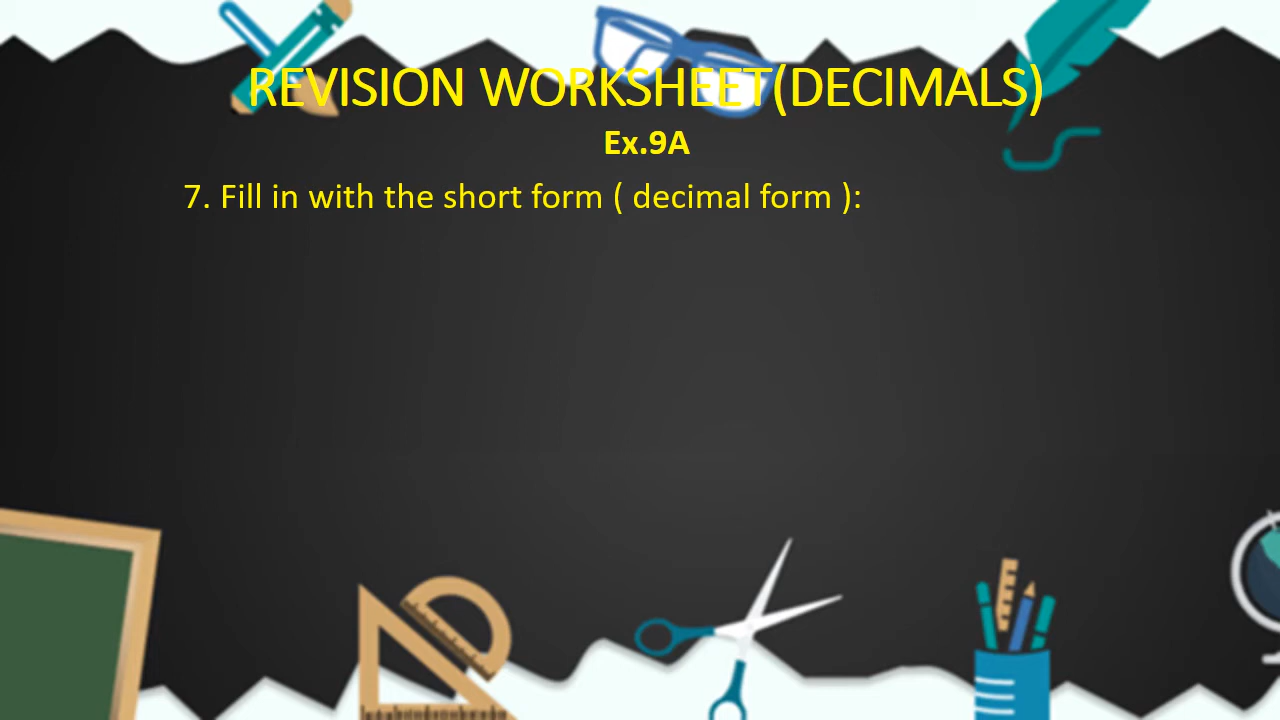 REVISION WORKSHEET(DECIMALS)
Ex.9A
7. Fill in with the short form ( decimal form ):